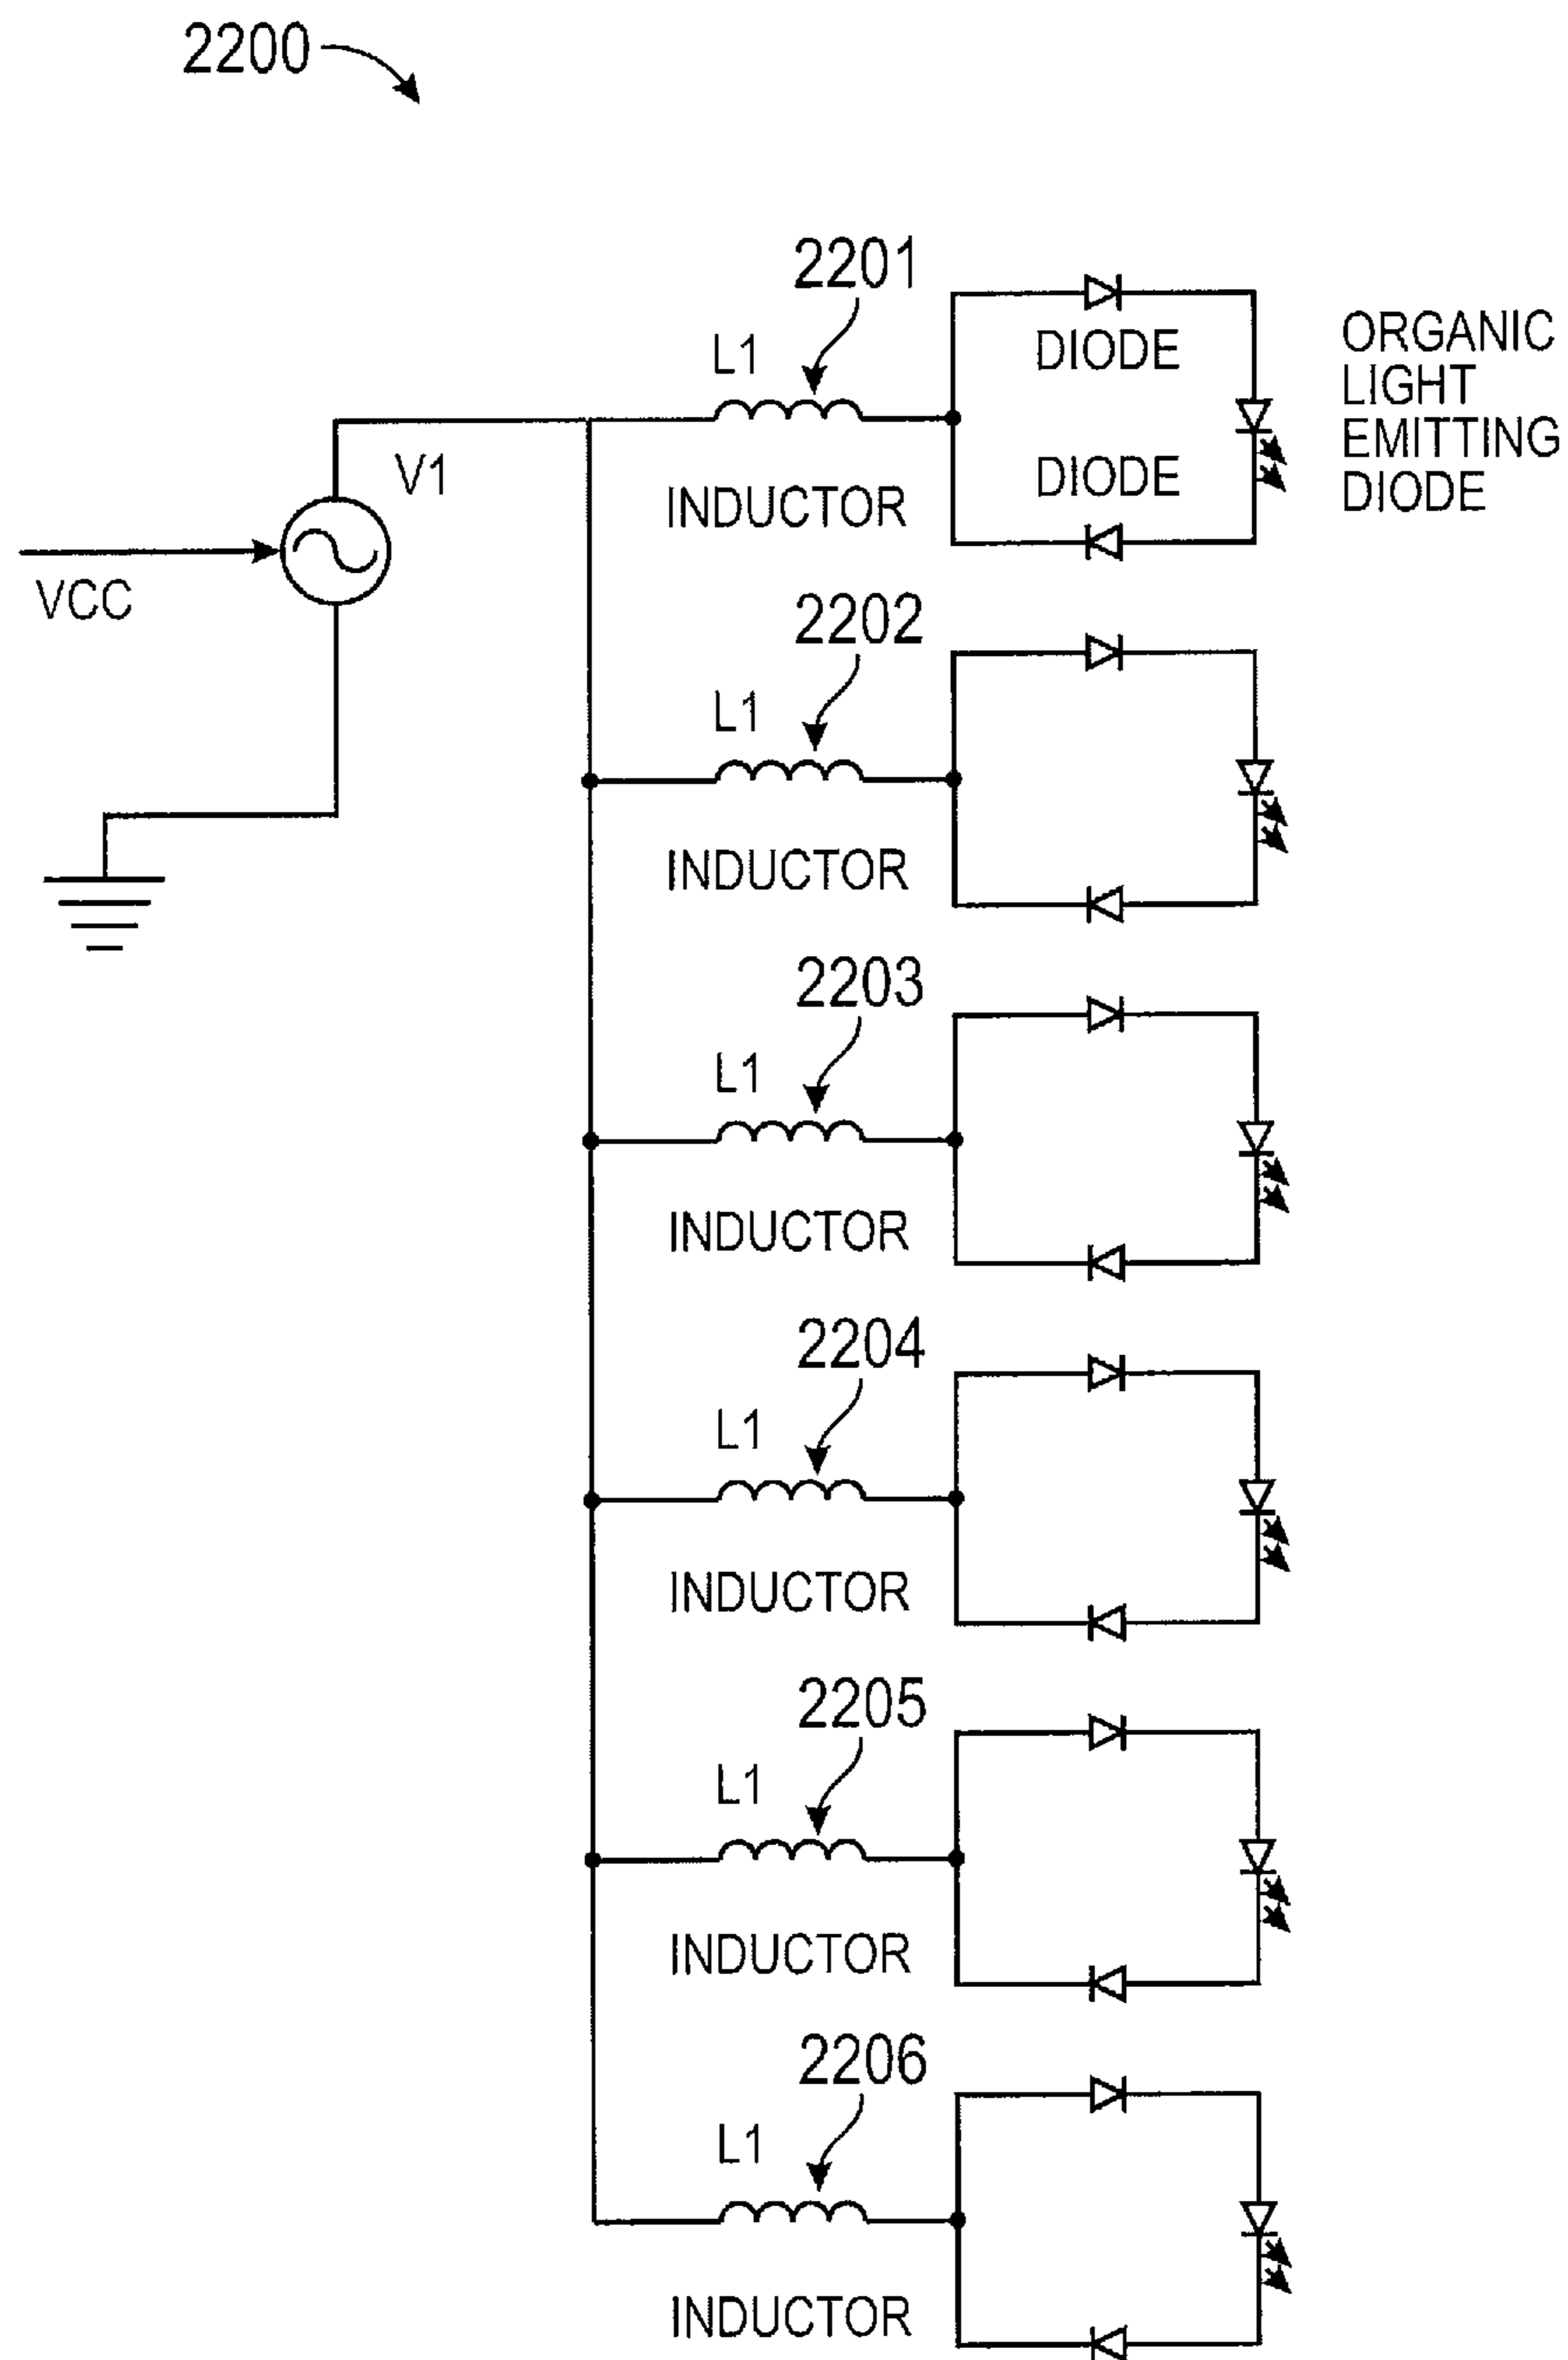 2200
2201
L1
DIODE
ORGANIC
LIGHT
EMITTING
DIODE
V1
DIODE
INDUCTOR
VCC
2202
L1
INDUCTOR
2203
L1
INDUCTOR
2204
L1
INDUCTOR
2205
L1
INDUCTOR
2206
L1
INDUCTOR